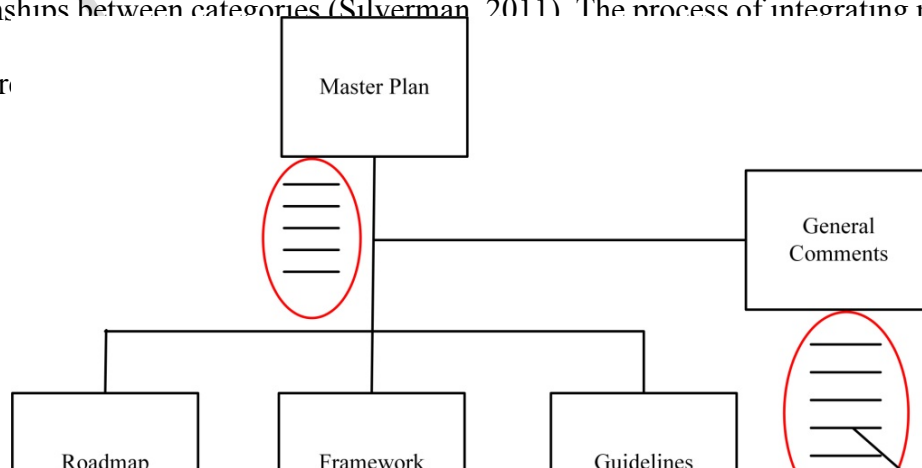 between categories (Silverman, 2011). The process of integrating
Master Plan
General
Comments
Roadmap
Framework
Guidelines